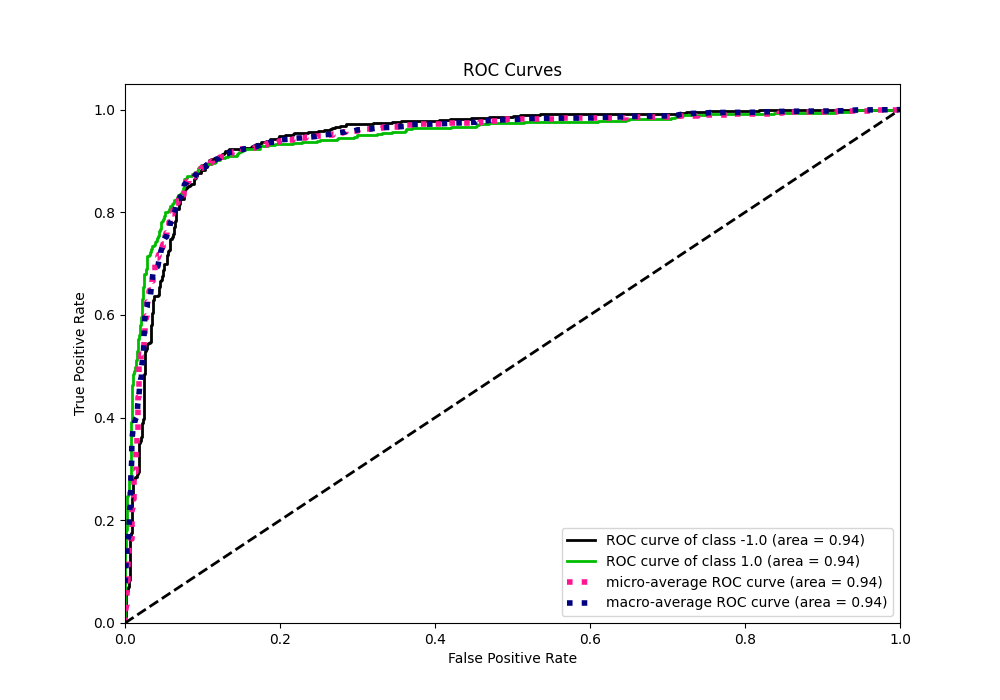 ROC Curves
True Positive Rate
1.0
0.8
0.6
0.4
0.2
0.0
ROC curve of class -1.0 (area = 0.94)
ROC curve of class 1.0 (area = 0.94)
micro-average ROC curve (area = 0.94)
macro-average ROC curve (area = 0.94)
0.0 0.2 0.4 0.6 0.8 1.0
False Positive Rate